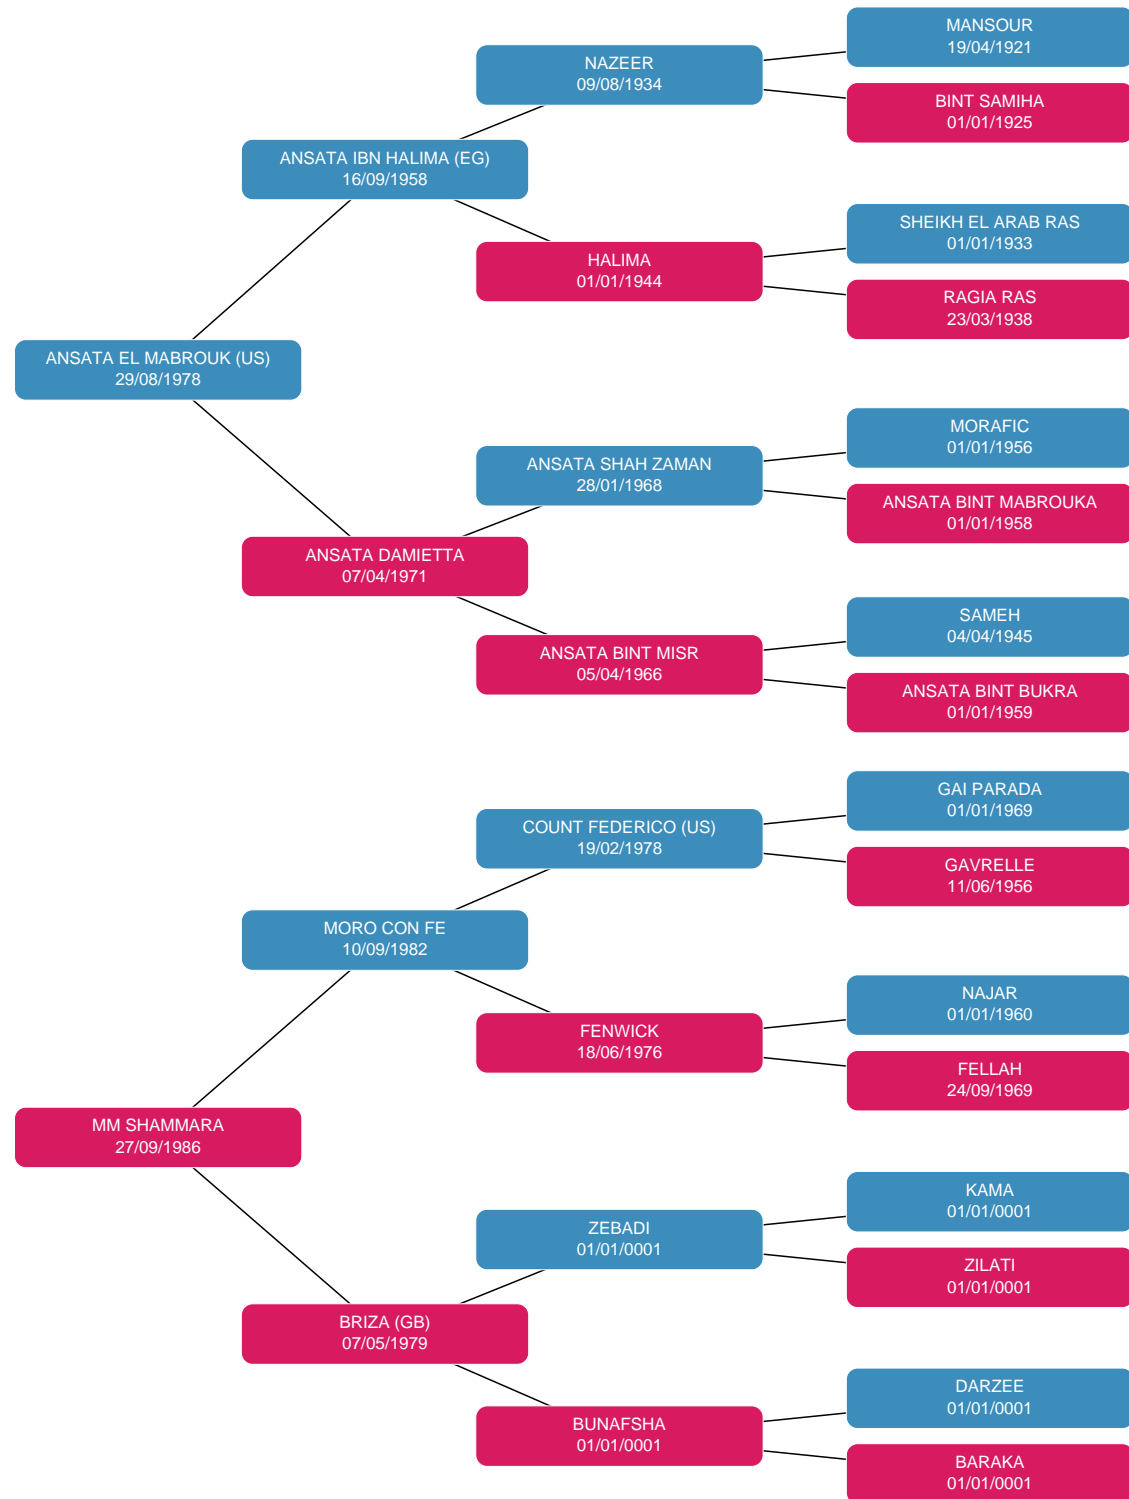 MANSOUR
19/04/1921
NAZEER
09/08/1934
BINT SAMIHA
01/01/1925
ANSATA IBN HALIMA (EG)
16/09/1958
SHEIKH EL ARAB RAS
01/01/1933
HALIMA
01/01/1944
RAGIA RAS
23/03/1938
ANSATA EL MABROUK (US)
29/08/1978
MORAFIC
01/01/1956
ANSATA SHAH ZAMAN
28/01/1968
ANSATA BINT MABROUKA
01/01/1958
ANSATA DAMIETTA
07/04/1971
SAMEH
04/04/1945
ANSATA BINT MISR
05/04/1966
ANSATA BINT BUKRA
01/01/1959
GAI PARADA
01/01/1969
COUNT FEDERICO (US)
19/02/1978
GAVRELLE
11/06/1956
MORO CON FE
10/09/1982
NAJAR
01/01/1960
FENWICK
18/06/1976
FELLAH
24/09/1969
MM SHAMMARA
27/09/1986
KAMA
01/01/0001
ZEBADI
01/01/0001
ZILATI
01/01/0001
BRIZA (GB)
07/05/1979
DARZEE
01/01/0001
BUNAFSHA
01/01/0001
BARAKA
01/01/0001